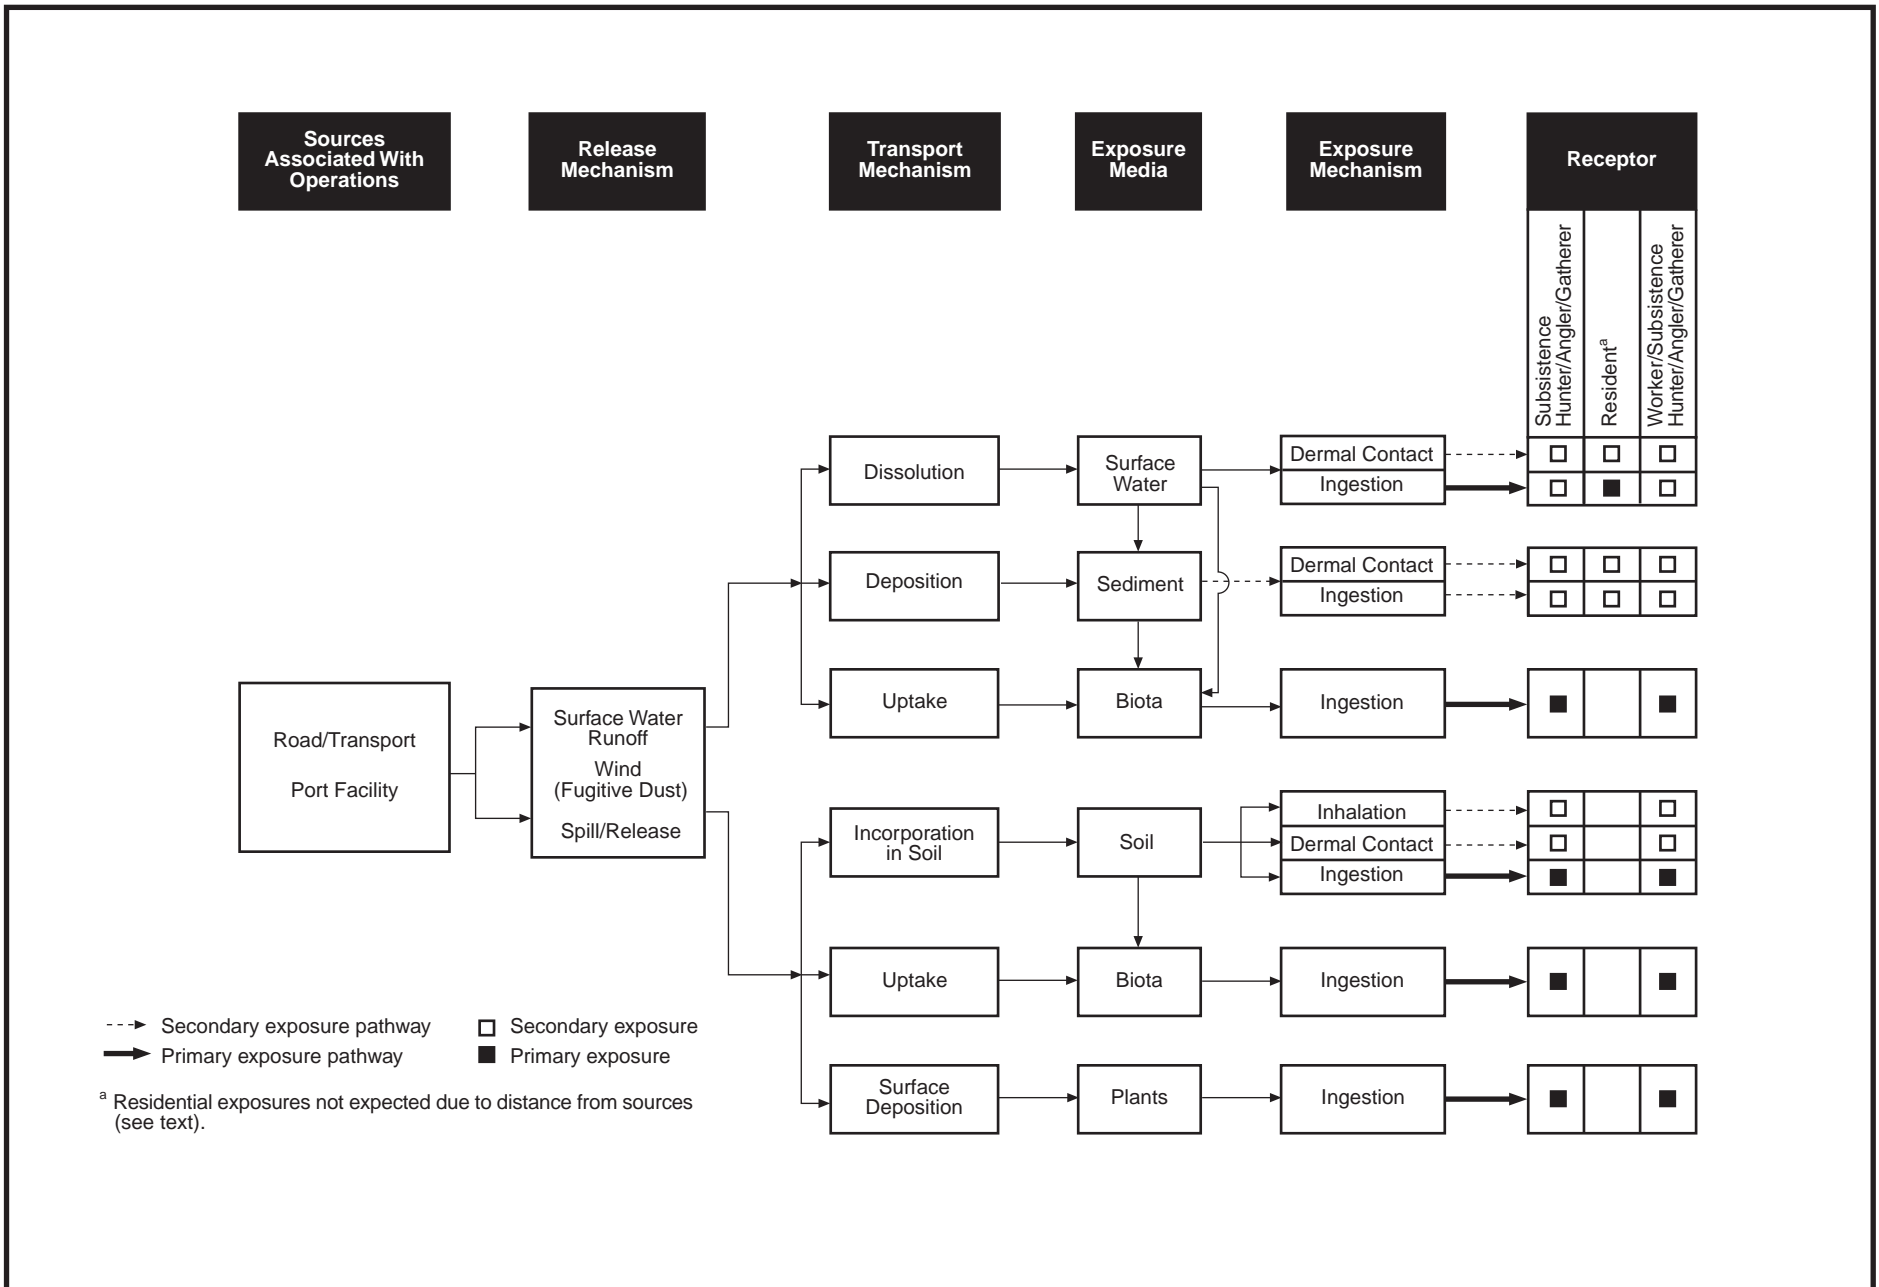 Sources
Associated With
Operations
Release
Mechanism
Transport
Mechanism
Exposure
Media
Exposure
Mechanism
Receptor
Subsistence
Hunter/Angler/Gatherer
Resident^a
Worker/Subsistence
Hunter/Angler/Gatherer
Dissolution
Surface
Water
Dermal Contact
Ingestion
Deposition
Sediment
Dermal Contact
Ingestion
Uptake
Biota
Ingestion
Road/Transport
Port Facility
Surface Water
Runoff
Wind
(Fugitive Dust)
Spill/Release
Incorporation
in Soil
Soil
Inhalation
Dermal Contact
Ingestion
Uptake
Biota
Ingestion
Surface
Deposition
Plants
Ingestion
Secondary exposure pathway
Secondary exposure
Primary exposure pathway
Primary exposure
a Residential exposures not expected due to distance from sources
(see text).